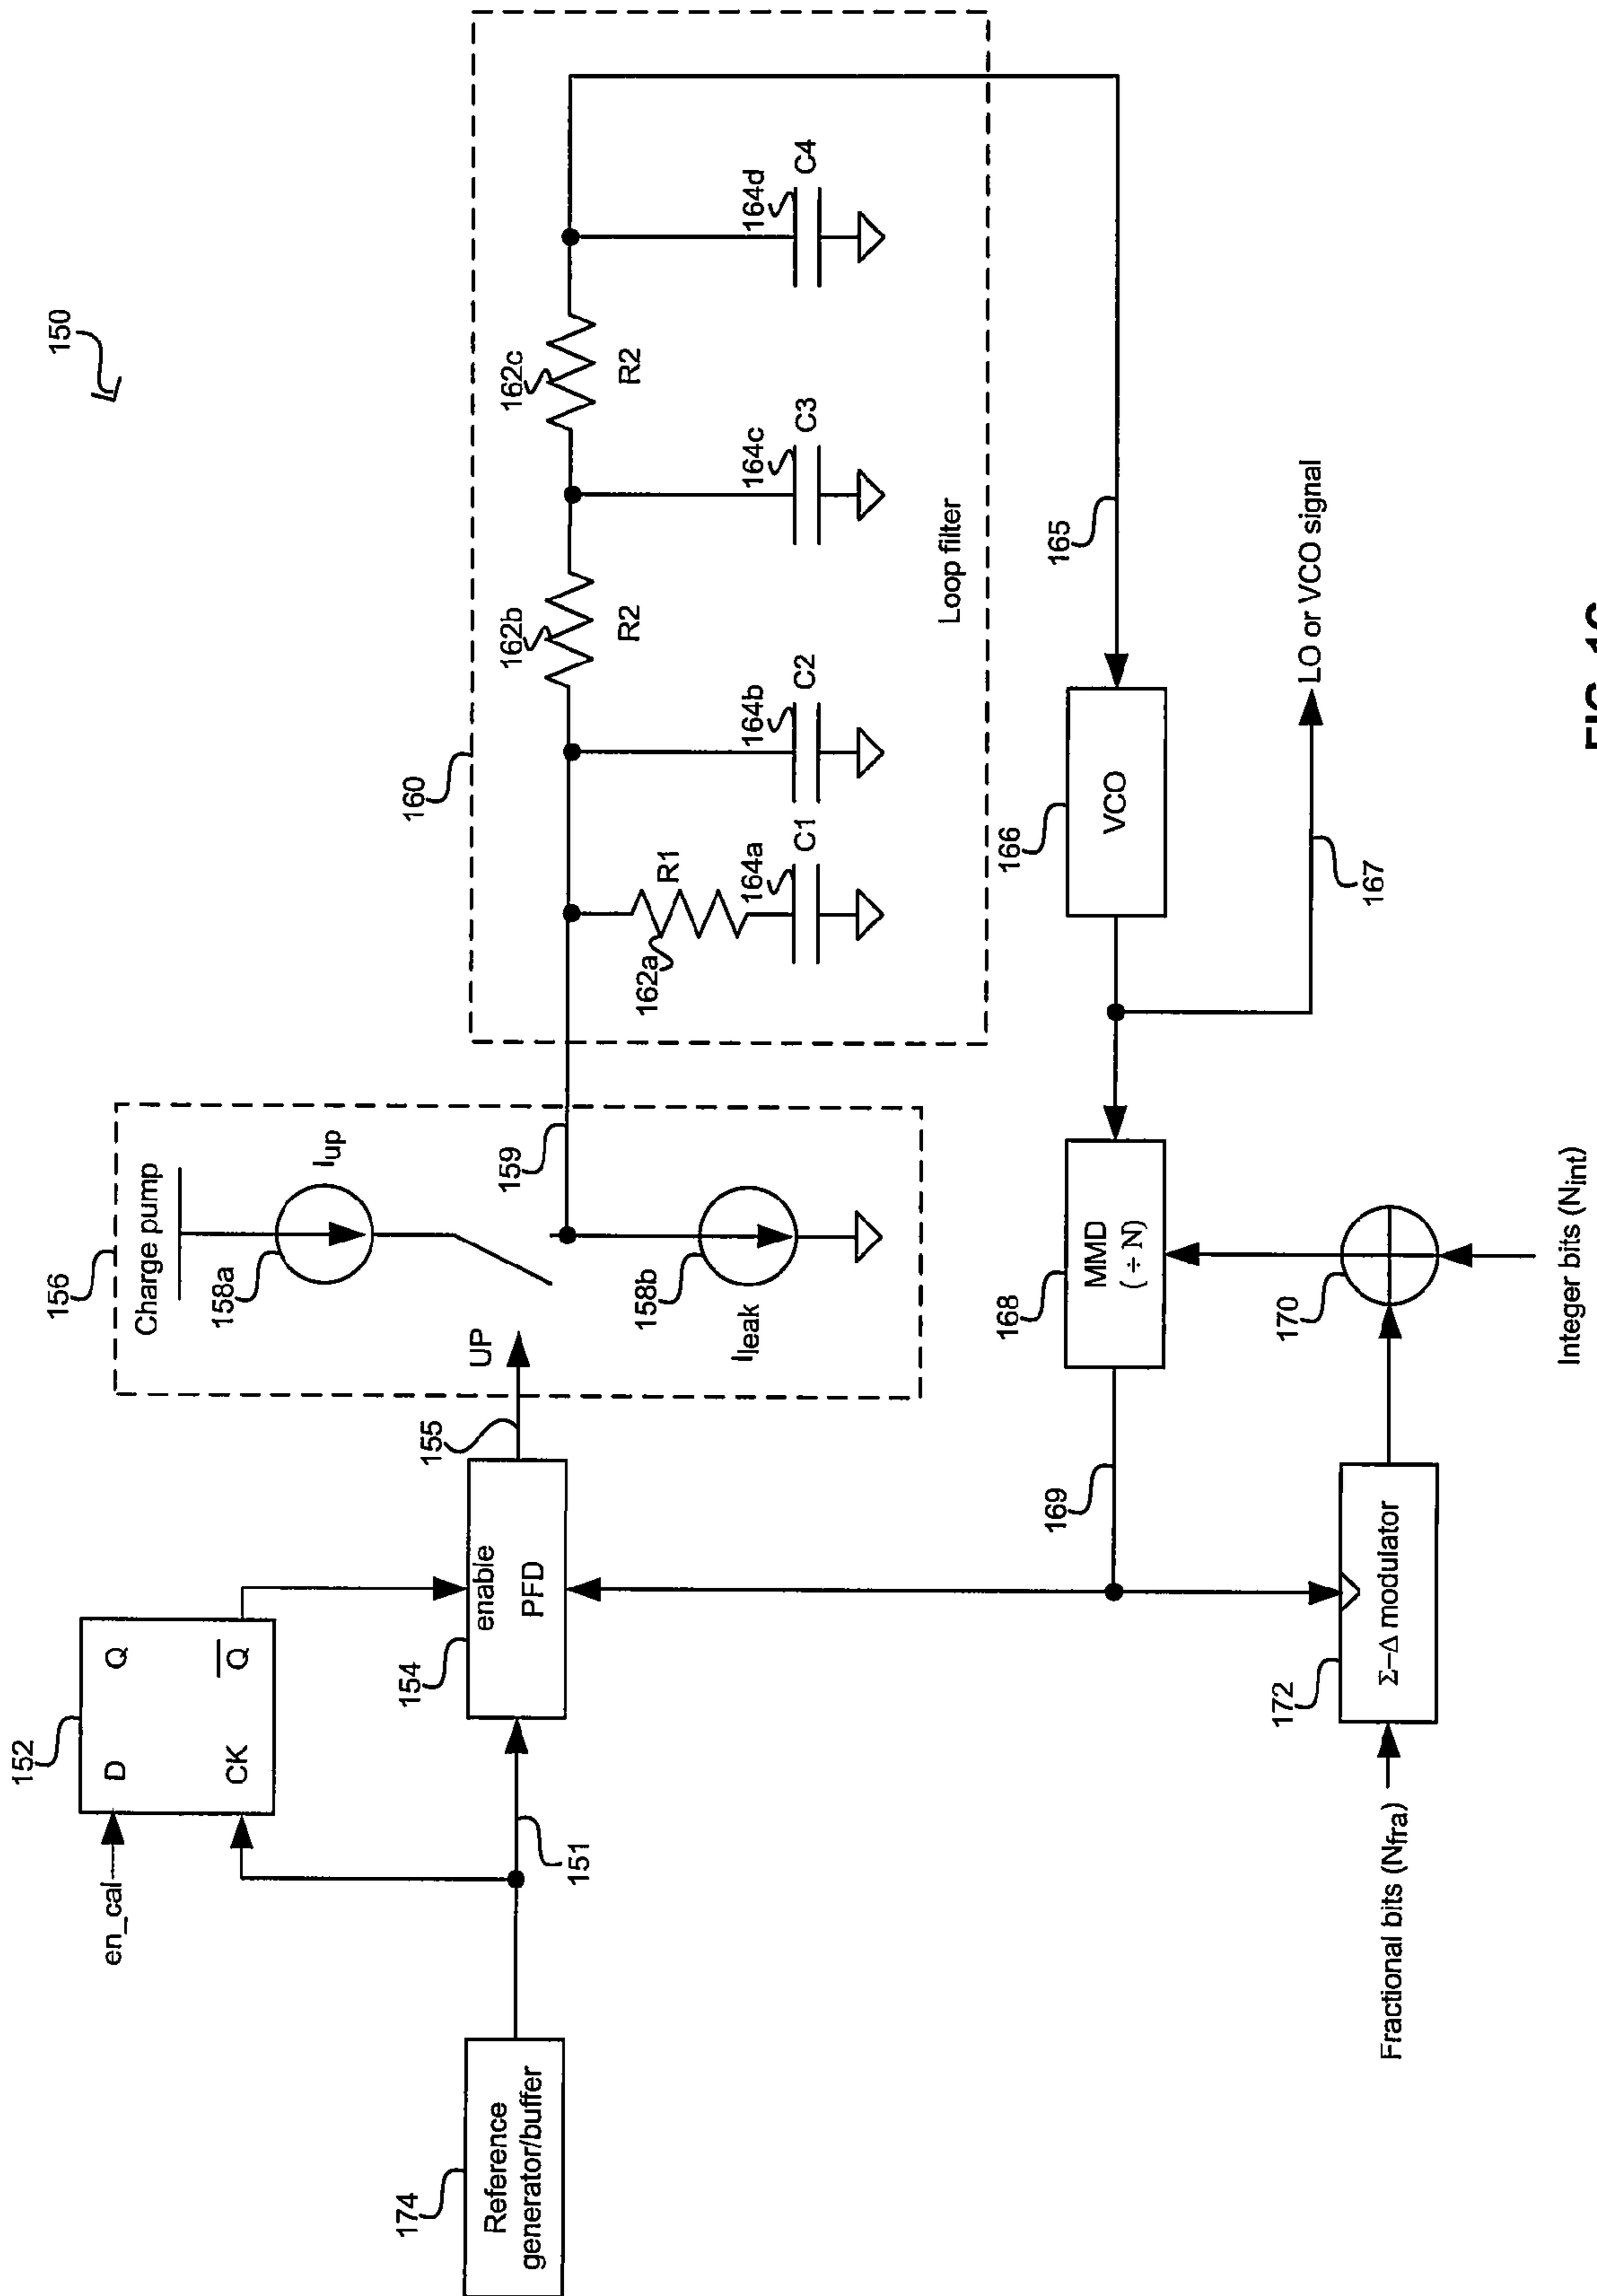 150
152
156
en_cal
D
Q
CK
Q
Charge pump
158a
Iup
160
174
Reference
generator/buffer
151
154
enable
PFD
155
UP
159
162b
R2
162c
R2
162a
R1
164a
C1
164b
C2
164c
C3
164d
C4
158b
Ileak
Loop filter
169
168
MMD
(÷ N)
166
VCO
165
172
Σ–Δ modulator
170
167
LO or VCO signal
Fractional bits (Nfra)
Integer bits (Nint)
FIG.